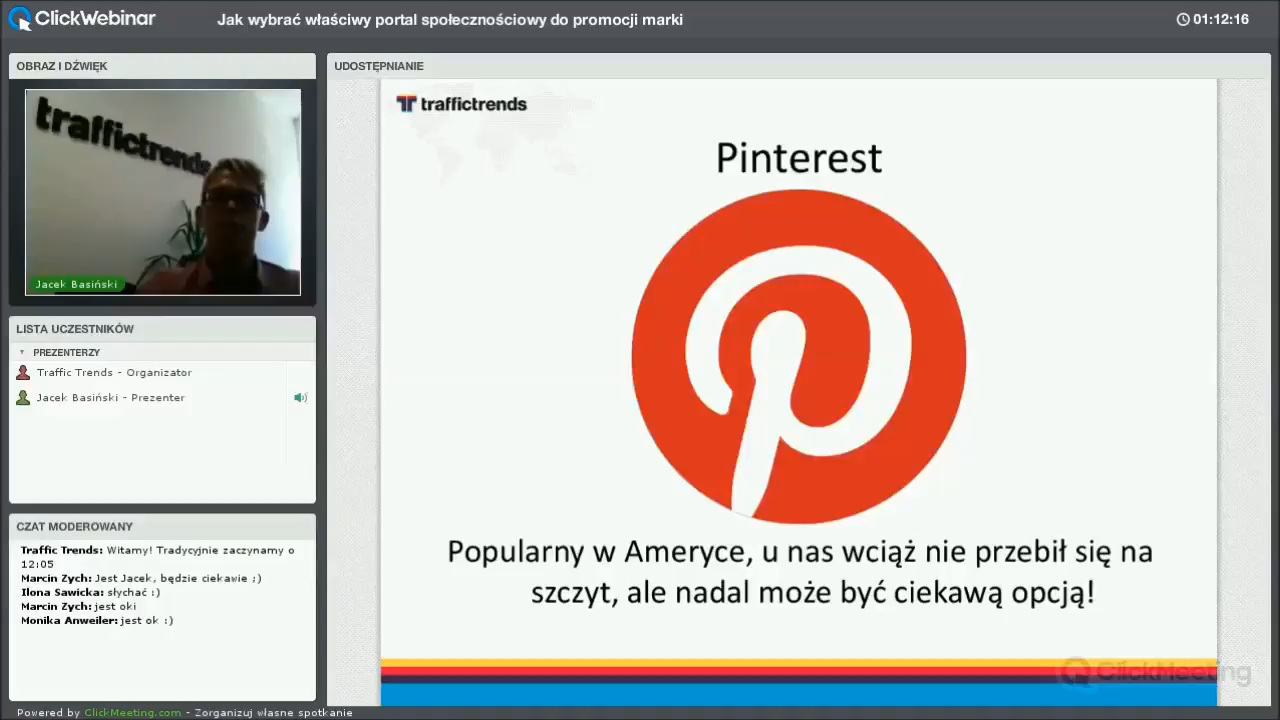 ClickWebinar
Jak wybrać właściwy portal społecznościowy do promocji marki
01:12:16
OBRAZ I DŹWIĘK
traffictrends
Jacek Basiński
LISTA UCZESTNIKÓW
PREZENTERZY
Traffic Trends - Organizator
Jacek Basiński - Prezenter
CZAT MODEROWANY
Traffic Trends: Witamy! Tradycyjnie zaczynamy o
12:05
Marcin Zych: Jest Jacek, będzie ciekawie ;)
Ilona Sawicka: słychać :)
Marcin Zych: jest oki
Monika Anweiler: jest ok :)
UDOSTĘPNIANIE
traffictrends
Pinterest
Popularny w Ameryce, u nas wciąż nie przebił się na
szczyt, ale nadal może być ciekawą opcją!
ClickMeeting
Powered by ClickMeeting.com - Zorganizuj własne spotkanie